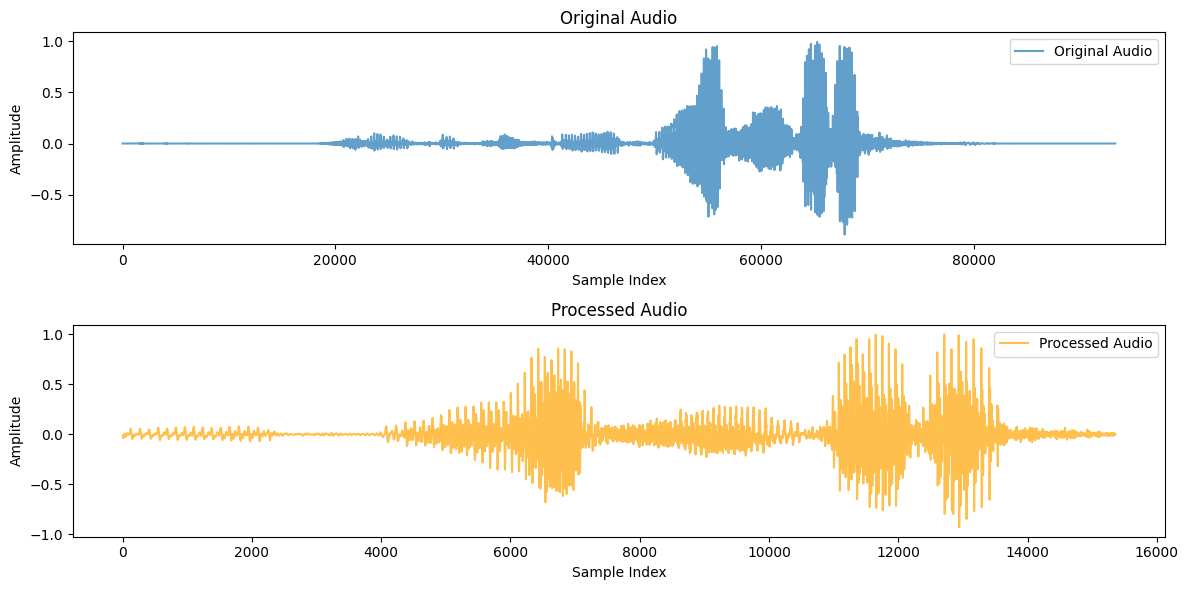 Original Audio
1.0
0.5
0.0
−0.5
Amplitude
Original Audio
0 20000 40000 60000 80000
Sample Index
Processed Audio
1.0
0.5
0.0
−0.5
−1.0
Amplitude
Processed Audio
0 2000 4000 6000 8000 10000 12000 14000 16000
Sample Index